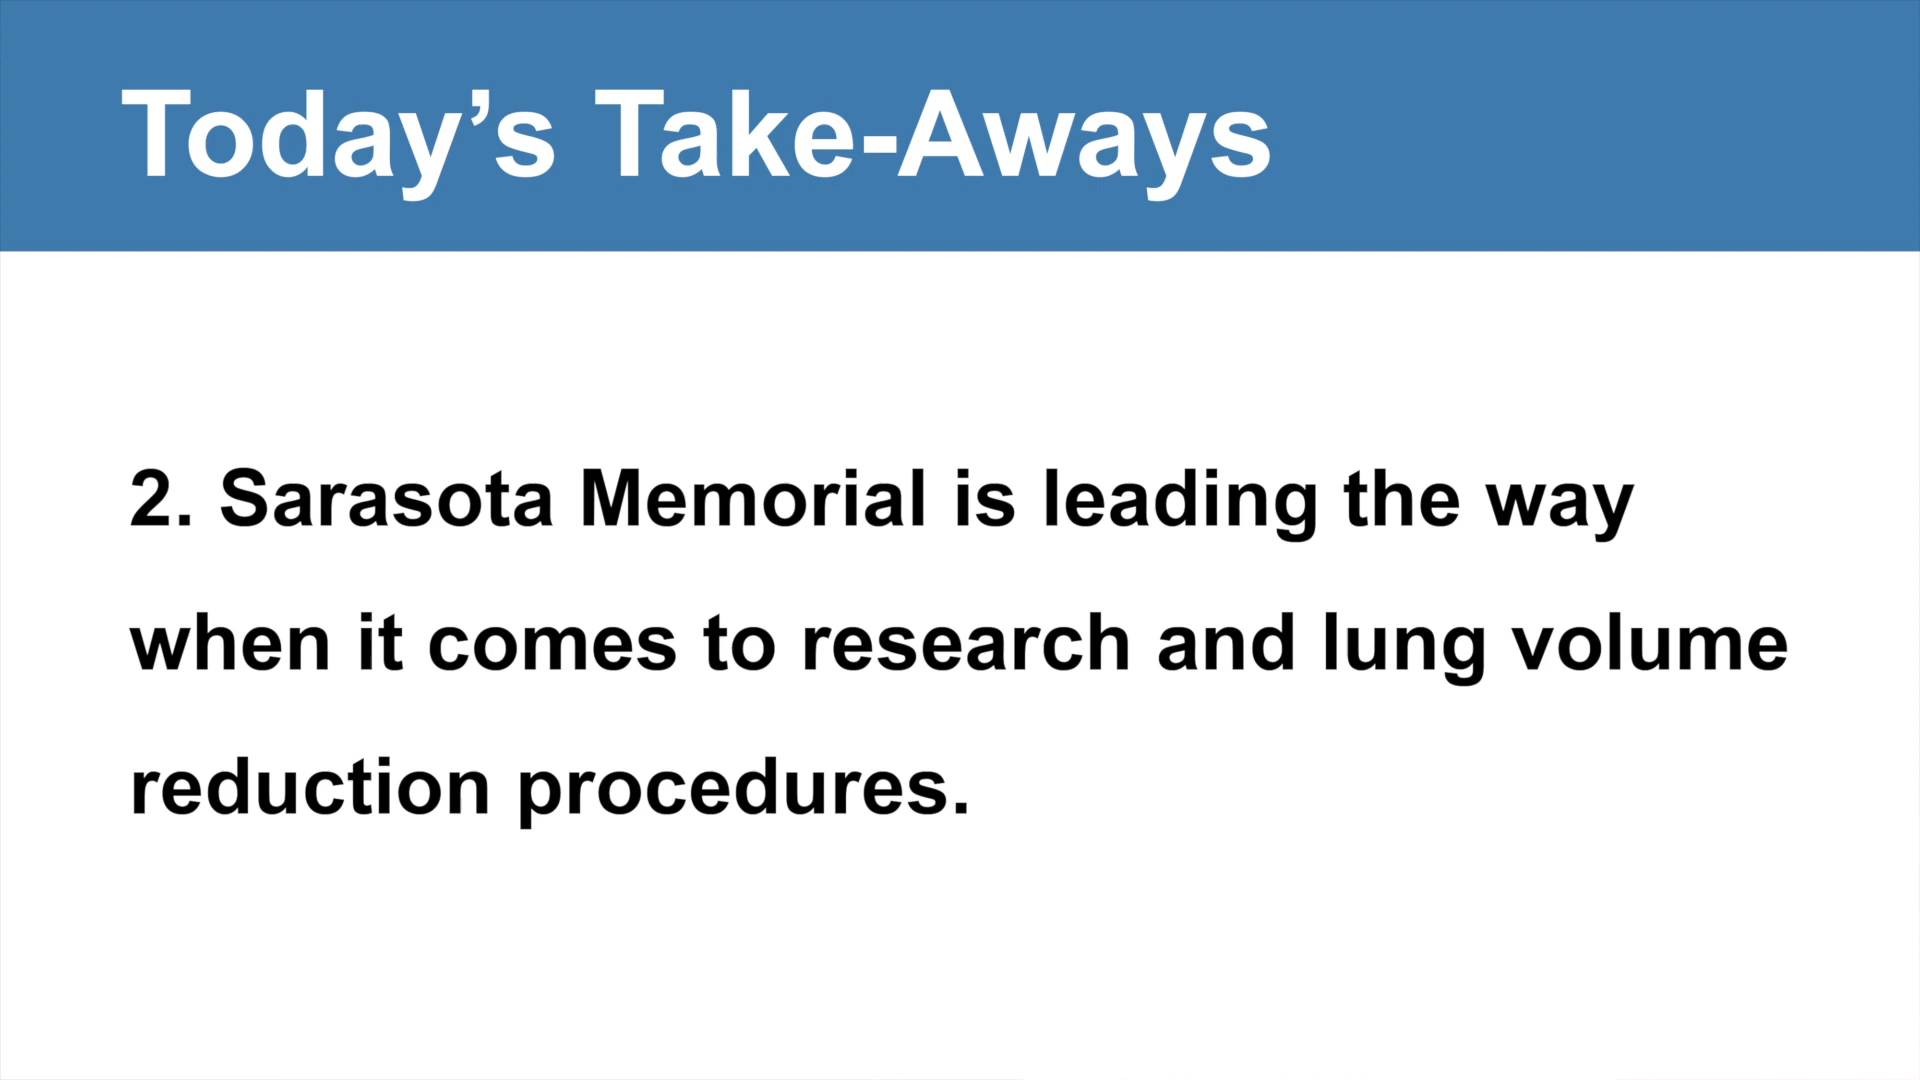 Today’s Take-Aways
2. Sarasota Memorial is leading the way
when it comes to research and lung volume
reduction procedures.